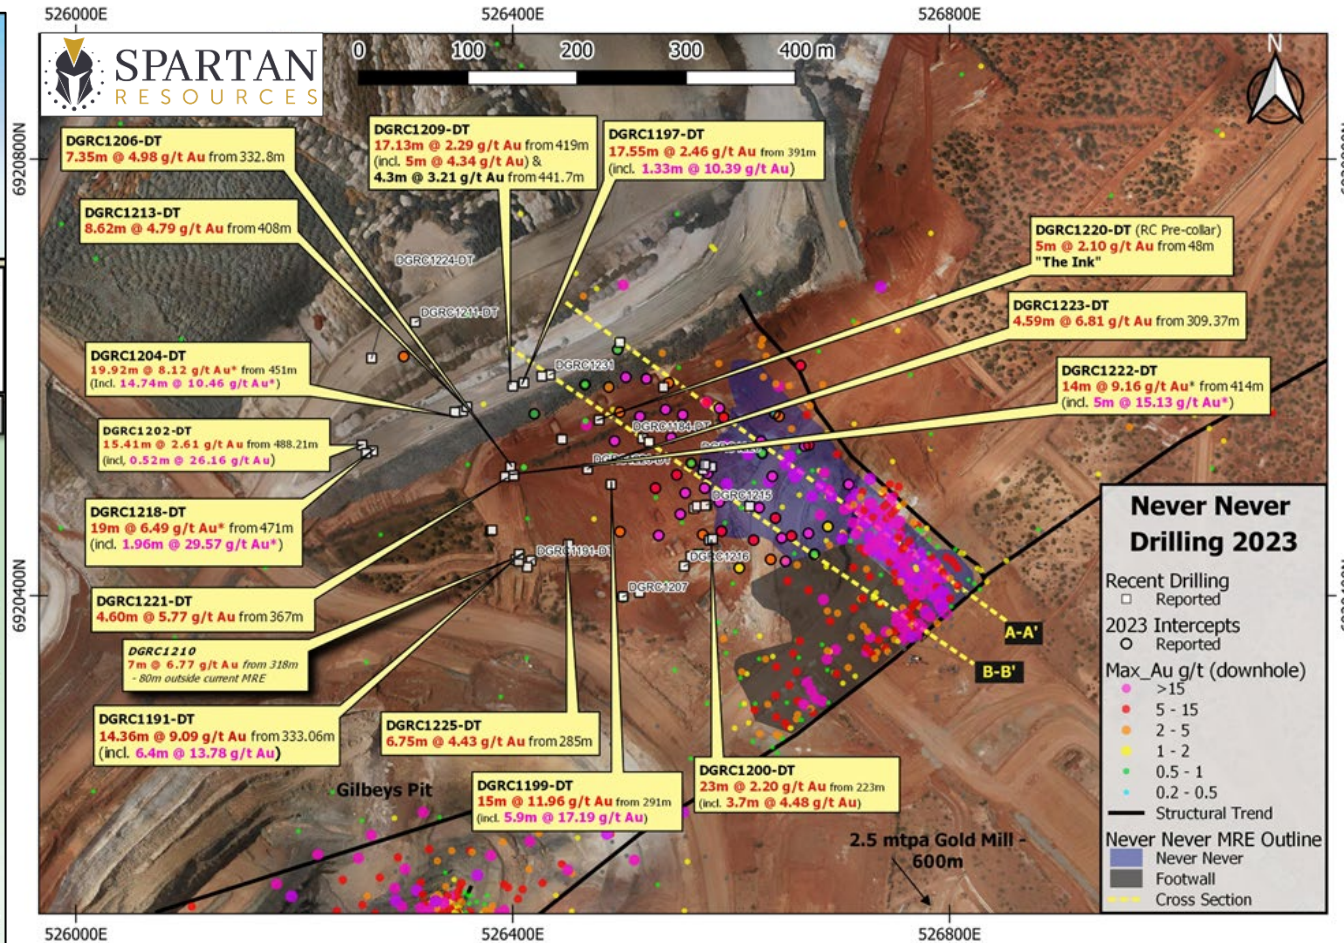 526000E
526400E
526800E
SPARTAN
RESOURCES
0 100 200 300 400 m
N
6920800N
DGRC1206-DT
7.35m @ 4.98 g/t Au from 332.8m
DGRC1209-DT
17.13m @ 2.29 g/t Au from 419m
(incl. 5m @ 4.34 g/t Au) &
4.3m @ 3.21 g/t Au from 441.7m
DGRC1197-DT
17.55m @ 2.46 g/t Au from 391m
(incl. 1.33m @ 10.39 g/t Au)
DGRC1213-DT
8.62m @ 4.79 g/t Au from 408m
DGRC1220-DT (RC Pre-collar)
5m @ 2.10 g/t Au from 48m
"The Ink"
DGRC1224-DT
DGRC1211-DT
DGRC1223-DT
4.59m @ 6.81 g/t Au from 309.37m
DGRC1204-DT
19.92m @ 8.12 g/t Au* from 451m
(Incl. 14.74m @ 10.46 g/t Au*)
DGRC1231
DGRC1222-DT
14m @ 9.16 g/t Au* from 414m
(incl. 5m @ 15.13 g/t Au*)
DGRC1202-DT
15.41m @ 2.61 g/t Au from 488.21m
(incl, 0.52m @ 26.16 g/t Au)
DGRC1184-DT
DGRC1215
DGRC1218-DT
19m @ 6.49 g/t Au* from 471m
(incl. 1.96m @ 29.57 g/t Au*)
DGRC1191-DT
DGRC1216
DGRC1207
6920400N
DGRC1221-DT
4.60m @ 5.77 g/t Au from 367m
DGRC1210
7m @ 6.77 g/t Au from 318m
- 80m outside current MRE
A-A'
B-B'
DGRC1191-DT
14.36m @ 9.09 g/t Au from 333.06m
(incl. 6.4m @ 13.78 g/t Au)
DGRC1225-DT
6.75m @ 4.43 g/t Au from 285m
DGRC1199-DT
15m @ 11.96 g/t Au from 291m
(incl. 5.9m @ 17.19 g/t Au)
DGRC1200-DT
23m @ 2.20 g/t Au from 223m
(incl. 3.7m @ 4.48 g/t Au)
Gilbeys Pit
2.5 mtpa Gold Mill -
600m
Never Never
Drilling 2023
Recent Drilling
Reported
2023 Intercepts
Reported
Max_Au g/t (downhole)
>15
5 - 15
2 - 5
1 - 2
0.5 - 1
0.2 - 0.5
Structural Trend
Never Never MRE Outline
Never Never
Footwall
Cross Section
526000E
526400E
526800E